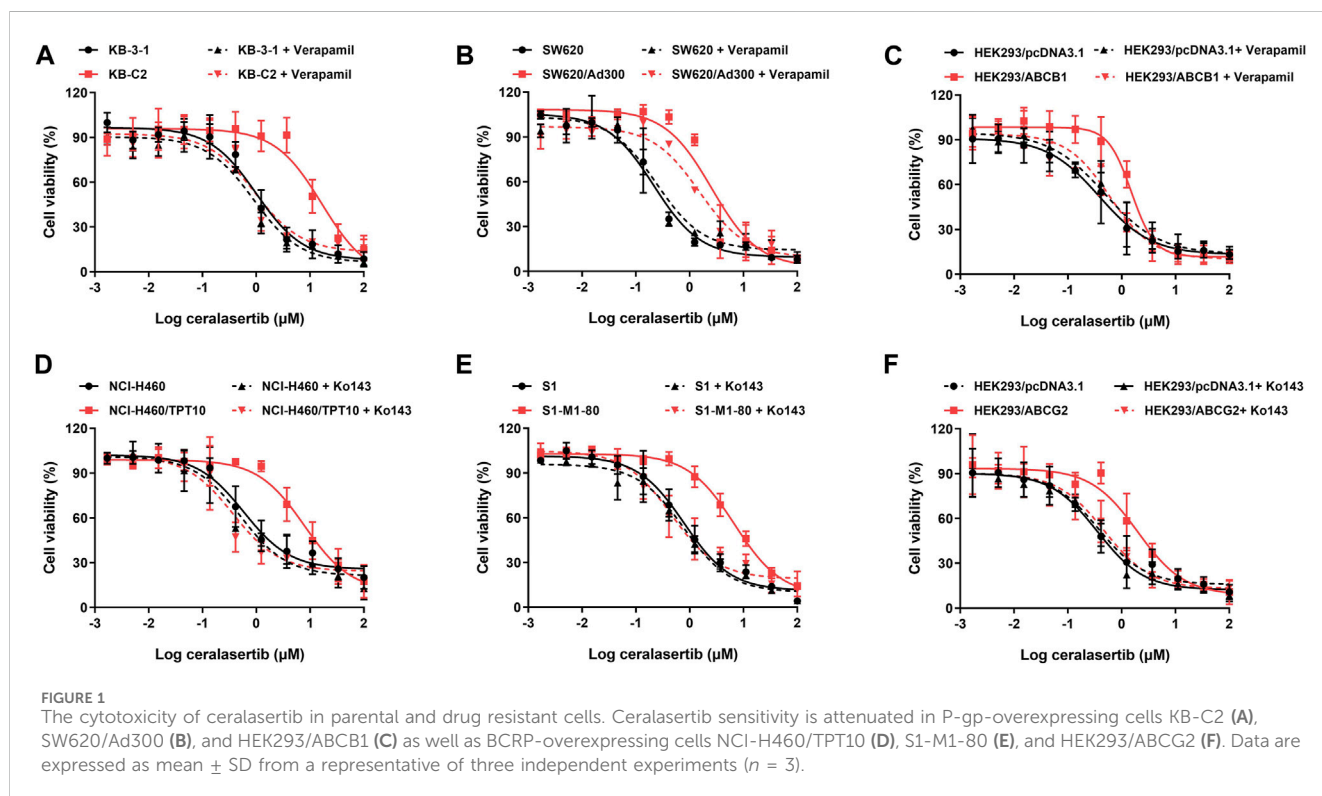 A
KB-3-1
KB-3-1 + Verapamil
KB-C2
KB-C2 + Verapamil
Cell viability (%)
120
90
60
30
0
-3
-2
-1
0
1
2
Log ceralasertib (µM)
B
SW620
SW620 + Verapamil
SW620/Ad300
SW620/Ad300 + Verapamil
Cell viability (%)
120
90
60
30
0
-3
-2
-1
0
1
2
Log ceralasertib (µM)
C
HEK293/pcDNA3.1
HEK293/pcDNA3.1+ Verapamil
HEK293/ABCB1
HEK293/ABCB1 + Verapamil
Cell viability (%)
120
90
60
30
0
-3
-2
-1
0
1
2
Log ceralasertib (µM)
D
NCI-H460
NCI-H460 + Ko143
NCI-H460/TPT10
NCI-H460/TPT10 + Ko143
Cell viability (%)
120
90
60
30
0
-3
-2
-1
0
1
2
Log ceralasertib (µM)
E
S1
S1 + Ko143
S1-M1-80
S1-M1-80 + Ko143
Cell viability (%)
120
90
60
30
0
-3
-2
-1
0
1
2
Log ceralasertib (µM)
F
HEK293/pcDNA3.1
HEK293/pcDNA3.1+ Ko143
HEK293/ABCG2
HEK293/ABCG2+ Ko143
Cell viability (%)
120
90
60
30
0
-3
-2
-1
0
1
2
Log ceralasertib (µM)
FIGURE 1
The cytotoxicity of ceralasertib in parental and drug resistant cells. Ceralasertib sensitivity is attenuated in P-gp-overexpressing cells KB-C2 (A),
SW620/Ad300 (B), and HEK293/ABCB1 (C) as well as BCRP-overexpressing cells NCI-H460/TPT10 (D), S1-M1-80 (E), and HEK293/ABCG2 (F). Data are
expressed as mean ± SD from a representative of three independent experiments (n = 3).